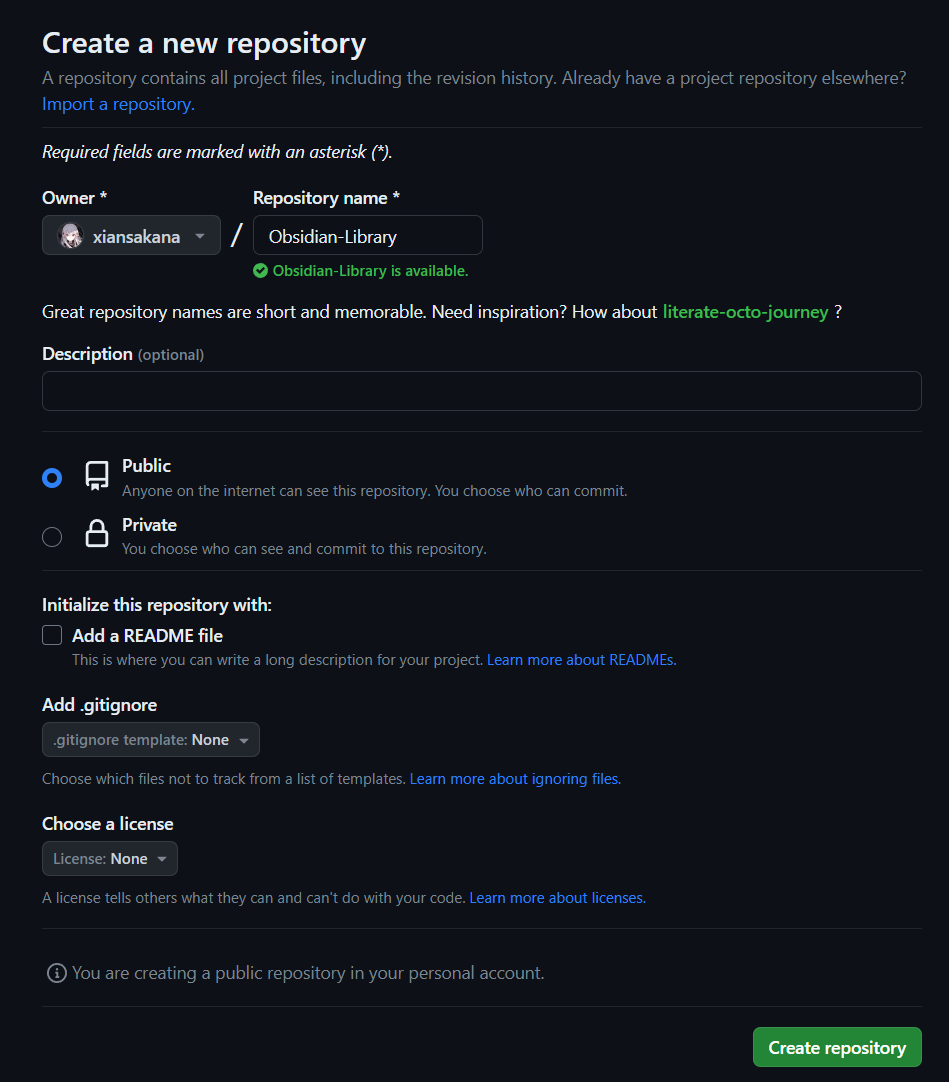 Create a new repository
A repository contains all project files, including the revision history. Already have a project repository elsewhere?
Import a repository.
Required fields are marked with an asterisk (*).
Owner * Repository name *
xiansakana / Obsidian-Library
Obsidian-Library is available.
Great repository names are short and memorable. Need inspiration? How about literate-octo-journey ?
Description (optional)
Public
Anyone on the internet can see this repository. You choose who can commit.
Private
You choose who can see and commit to this repository.
Initialize this repository with:
Add a README file
This is where you can write a long description for your project. Learn more about READMEs.
Add .gitignore
.gitignore template: None
Choose which files not to track from a list of templates. Learn more about ignoring files.
Choose a license
License: None
A license tells others what they can and can't do with your code. Learn more about licenses.
You are creating a public repository in your personal account.
Create repository